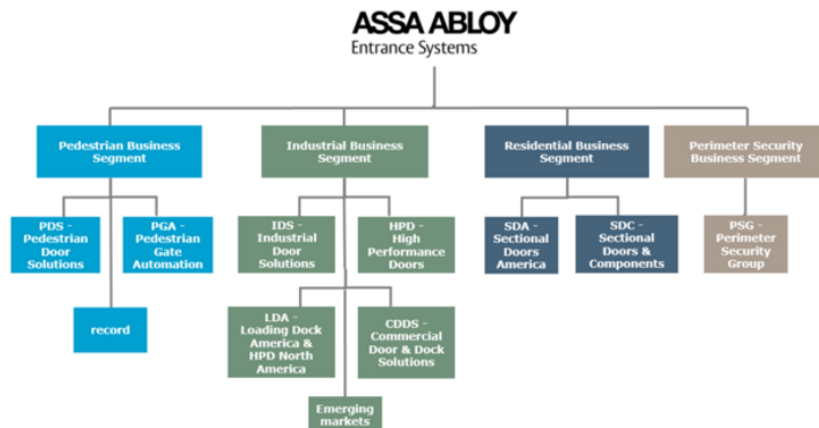 ASSA ABLOY
Entrance Systems
Pedestrian Business
Segment
Industrial Business
Segment
Residential Business
Segment
Perimeter Security
Business Segment
PDS -
Pedestrian
Door
Solutions
PGA -
Pedestrian
Gate
Automation
IDS -
Industrial
Door
Solutions
HPD -
High
Performance
Doors
SDA -
Sectional
Doors
America
SDC -
Sectional
Doors &
Components
PSG -
Perimeter
Security
Group
record
LDA -
Loading Dock
America &
HPD North
America
CDDS -
Commercial
Door & Dock
Solutions
Emerging
markets